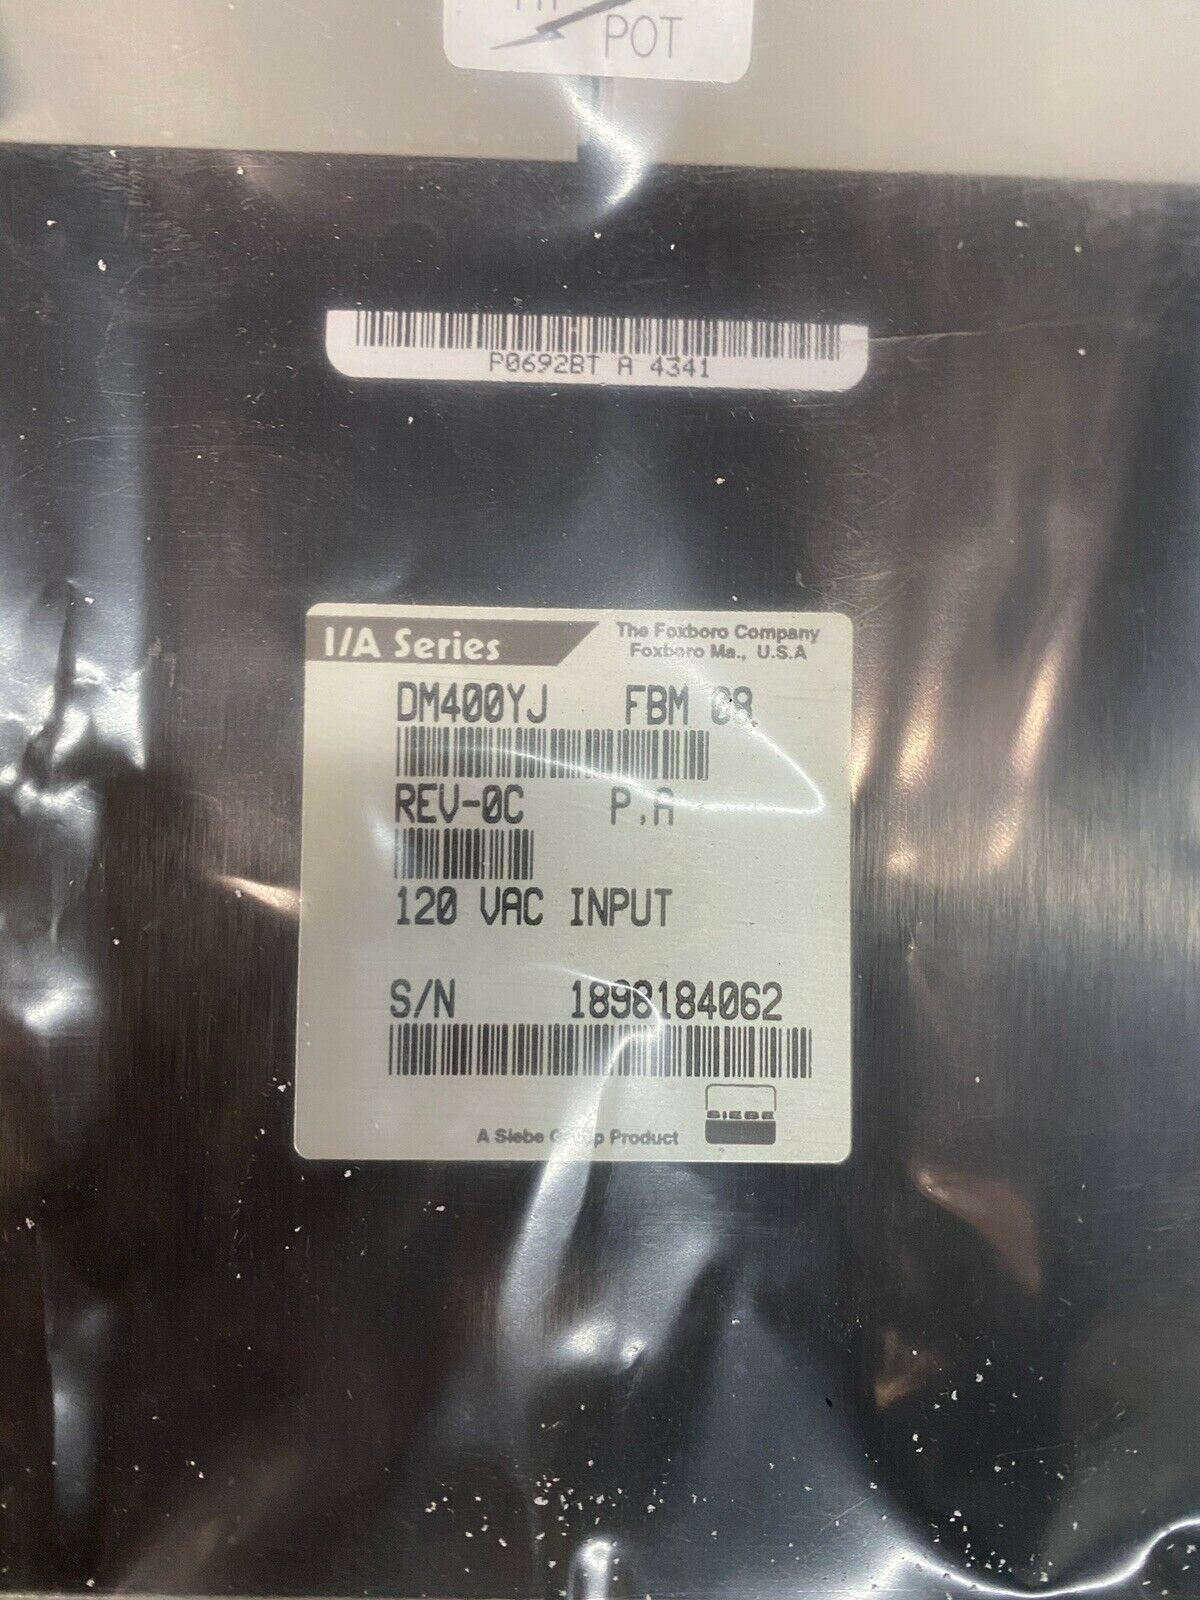 POT
P0692BT A 4341
I/A Series
The Foxboro Company
Foxboro Ma., U.S.A
DM400YJ FBM 08
REV-0C P.A
120 VAC INPUT
S/N 1898184062
SIEBE
A Siebe Group Product